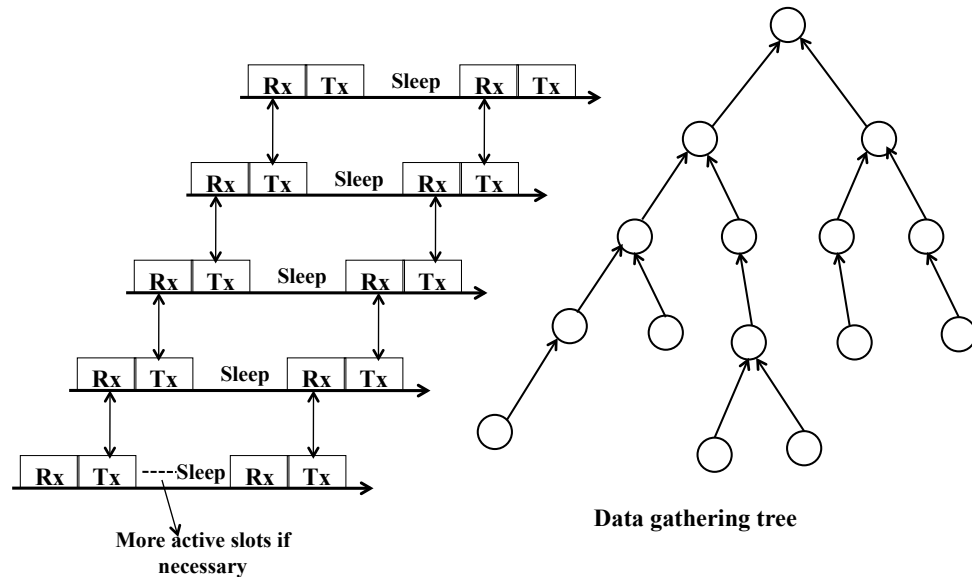 Rx Tx Sleep Rx Tx
Rx Tx Sleep Rx Tx
Rx Tx Sleep Rx Tx
Rx Tx Sleep Rx Tx
Rx Tx Sleep Rx Tx
More active slots if
necessary
Data gathering tree